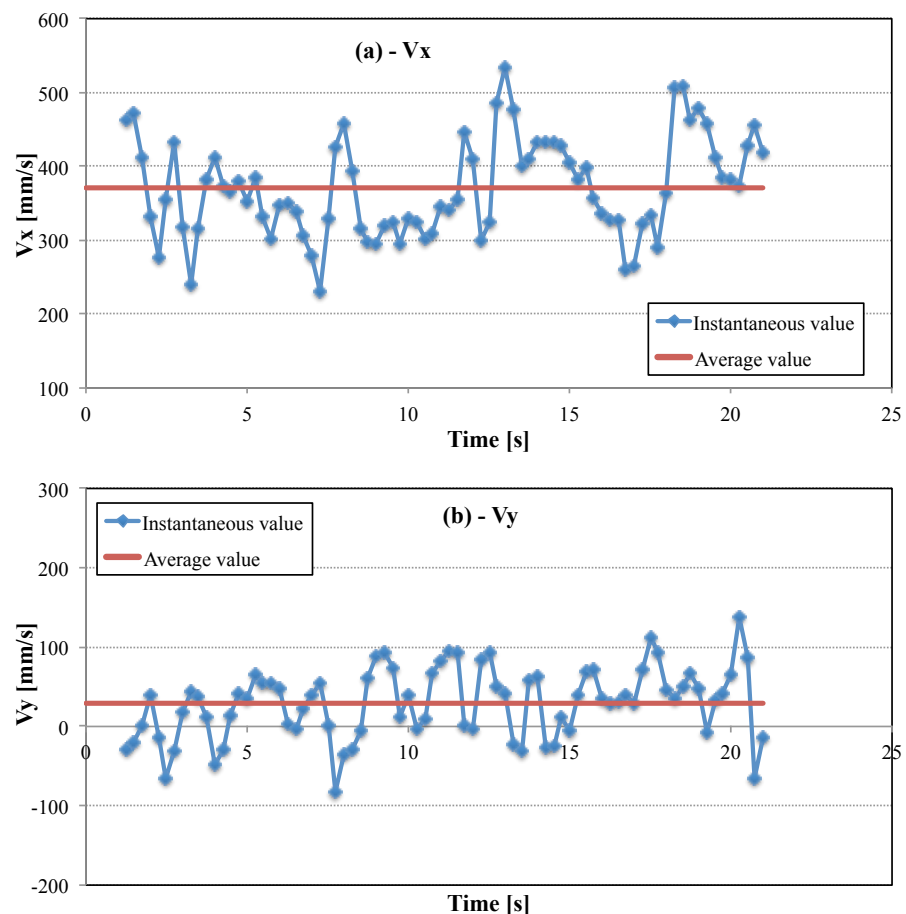 (a) - Vx
Vx [mm/s]
600
500
400
300
200
100
Instantaneous value
Average value
0 5 10 15 20 25
Time [s]
(b) - Vy
Vy [mm/s]
300
200
100
0
-100
-200
Instantaneous value
Average value
0 5 10 15 20 25
Time [s]